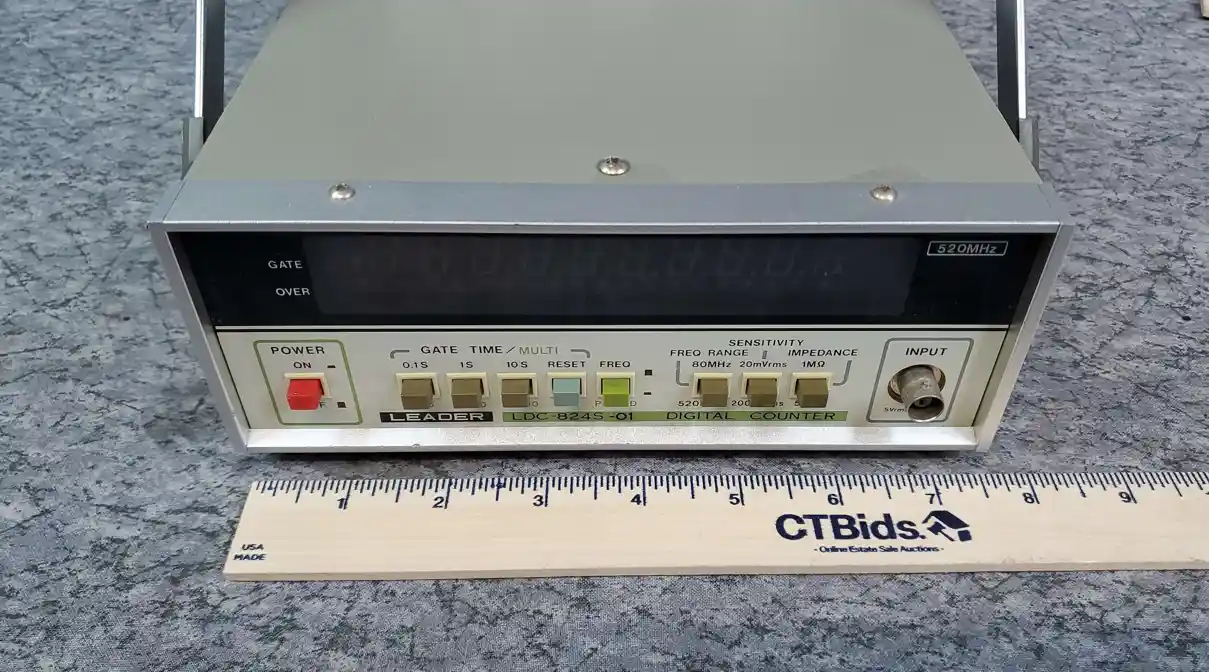 520MHz
GATE
OVER
POWER
ON
GATE TIME/MULTI
0.1S 1S 10S RESET FREQ
SENSITIVITY
FREQ RANGE IMPEDANCE
80MHz 20mVrms 1MΩ
INPUT
LEADER LDC-824S-01 DIGITAL COUNTER
1 2 3 4 5 6 7 8 9
CTBids.
- Online Estate Sale Auctions -
USA
MADE